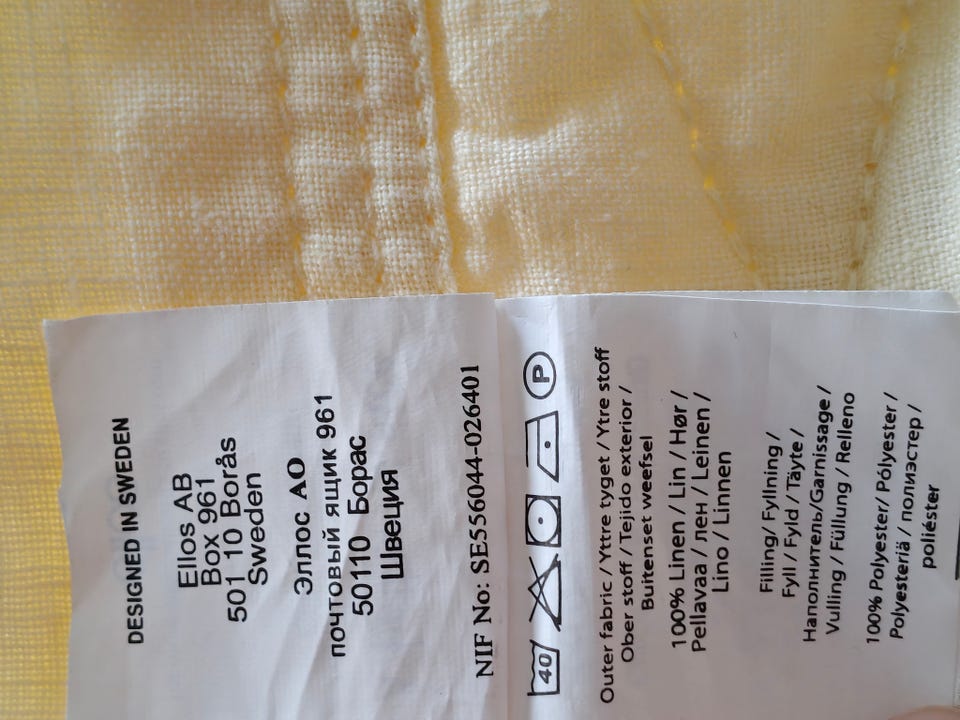 DESIGNED IN SWEDEN
Ellos AB
Box 961
501 10 Borås
Sweden
Эллос АО
почтовый ящик 961
50110 Борас
Швеция
NIF No: SE556044-026401
40 P
Outer fabric / Yttre tyget / Ytre stoff
Ober stoff / Tejido exterior /
Buitenset weefsel
100% Linen / Lin / Hør /
Pellavaa / лен / Leinen /
Lino / Linnen
Filling/ Fyllning /
Fyll / Fyld / Täyte /
Наполнитель/Garnissage /
Vulling / Füllung / Relleno
100% Polyester/ Pólyester /
Polyesteriä / полиэстер /
poliéster